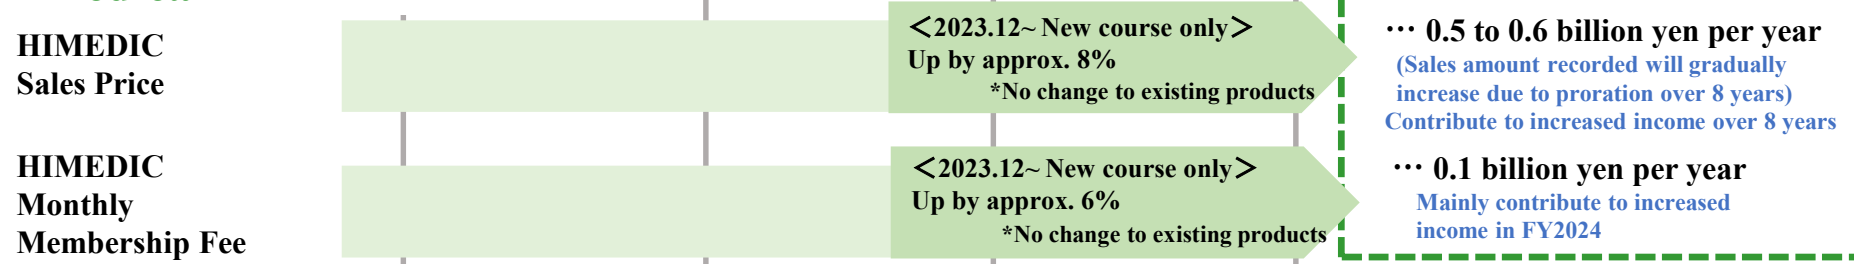 HIMEDIC
Sales Price
＜2023.12~ New course only＞
Up by approx. 8%
*No change to existing products
… 0.5 to 0.6 billion yen per year
(Sales amount recorded will gradually
increase due to proration over 8 years)
Contribute to increased income over 8 years
HIMEDIC
Monthly
Membership Fee
＜2023.12~ New course only＞
Up by approx. 6%
*No change to existing products
… 0.1 billion yen per year
Mainly contribute to increased
income in FY2024